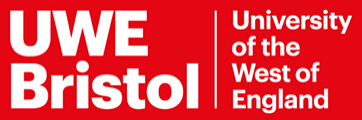 UWE
Bristol
University
of the
West of
England